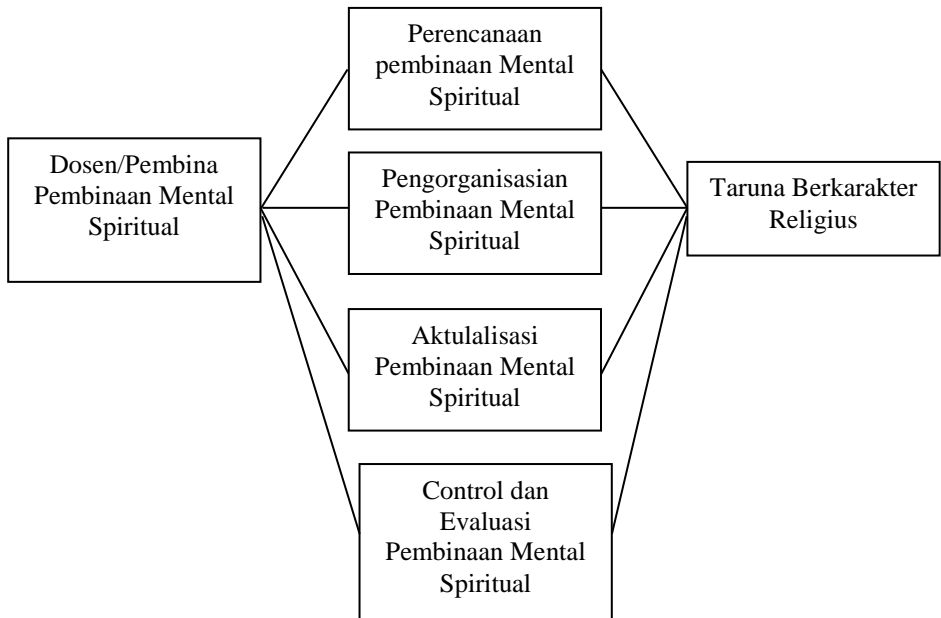 Dosen/Pembina
Pembinaan Mental
Spiritual
Perencanaan
pembinaan Mental
Spiritual
Pengorganisasian
Pembinaan Mental
Spiritual
Aktulalisasi
Pembinaan Mental
Spiritual
Control dan
Evaluasi
Pembinaan Mental
Spiritual
Taruna Berkarakter
Religius